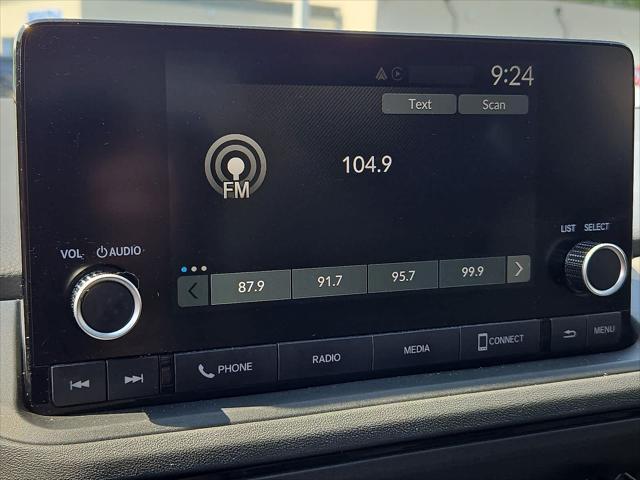 9:24
Text Scan
104.9
FM
LIST SELECT
VOL AUDIO
87.9 91.7 95.7 99.9
PHONE RADIO MEDIA CONNECT MENU